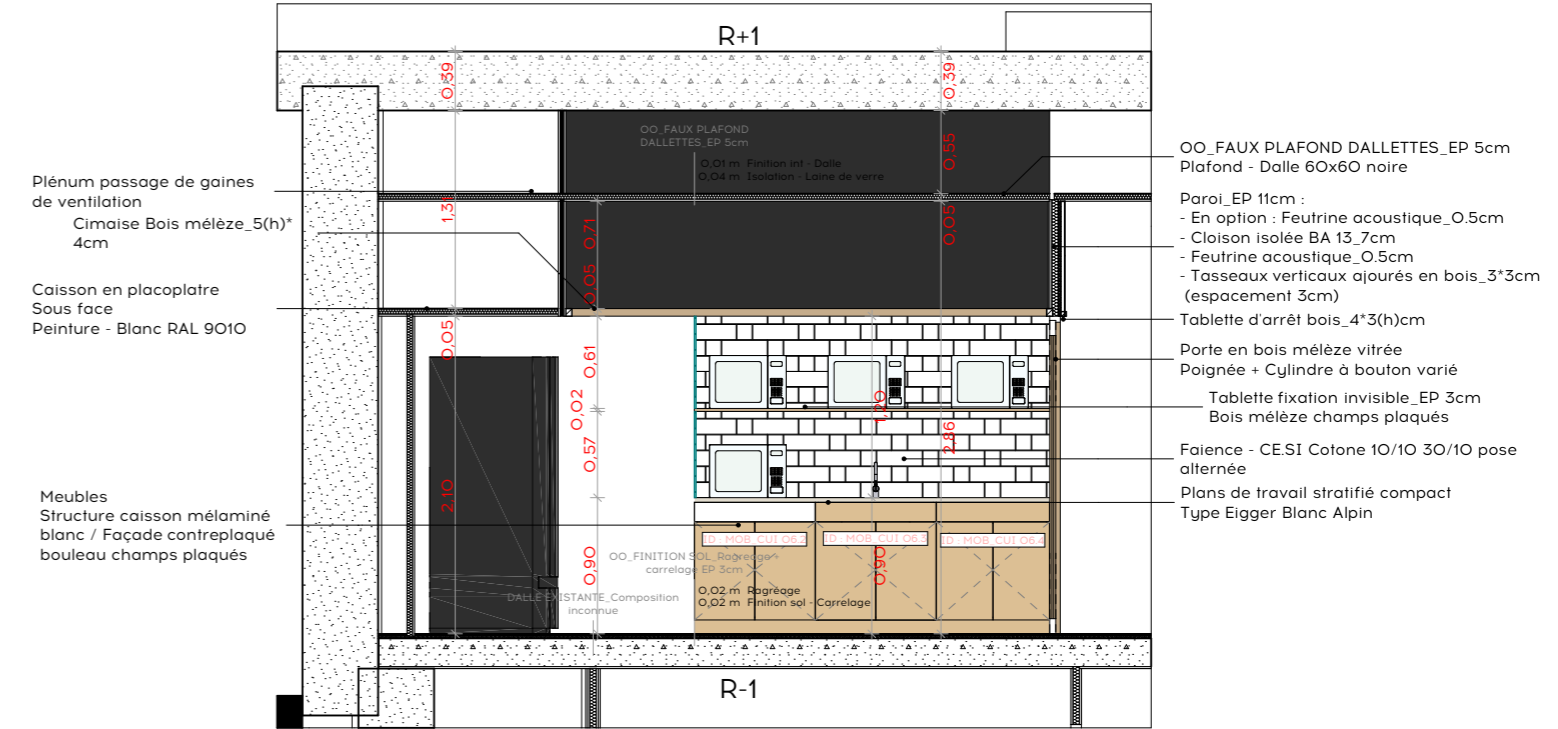 R+1
0,39
0,39
OO_FAUX PLAFOND
DALLETTES_EP 5cm
0,01 m  Finition int - Dalle
0,04 m  Isolation - Laine de verre
0,55
OO_FAUX PLAFOND DALLETTES_EP 5cm
Plafond - Dalle 60x60 noire
Plénum passage de gaines
de ventilation
Cimaise Bois mélèze_5(h)*
4cm
1,31
0,71
0,05
0,05
Paroi_EP 11cm :
- En option : Feutrine acoustique_0.5cm
- Cloison isolée BA 13_7cm
- Feutrine acoustique_0.5cm
- Tasseaux verticaux ajourés en bois_3*3cm
(espacement 3cm)
Caisson en placoplatre
Sous face
Peinture - Blanc RAL 9010
Tablette d'arrêt bois_4*3(h)cm
0,05
0,61
Porte en bois mélèze vitrée
Poignée + Cylindre à bouton varié
0,02
1,20
Tablette fixation invisible_EP 3cm
Bois mélèze champs plaqués
0,57
2,86
Faience - CE.SI Cotone 10/10 30/10 pose
alternée
2,10
Plans de travail stratifié compact
Type Eigger Blanc Alpin
Meubles
Structure caisson mélaminé
blanc / Façade contreplaqué
bouleau champs plaqués
ID : MOB_CUI 06.2
ID : MOB_CUI 06.3
ID : MOB_CUI 06.4
0,90
0,90
OO_FINITION SOL_Ragréage -
carrelage EP 3cm
0,02 m  Ragréage
0,02 m  Finition sol - Carrelage
DALLE EXISTANTE_Composition
inconnue
R-1